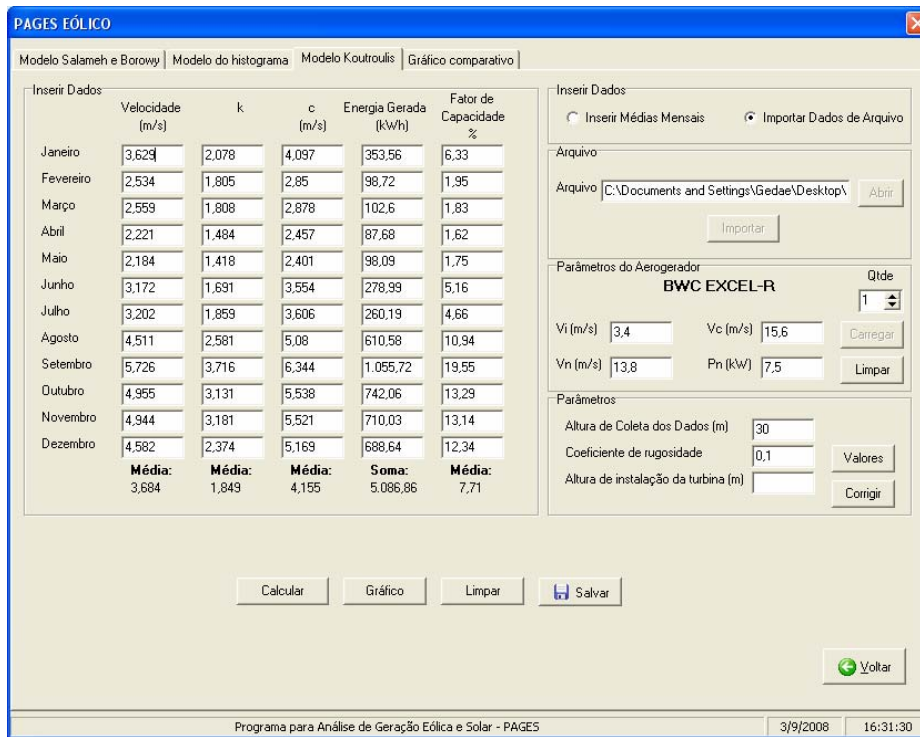 PAGES EÓLICO
Modelo Salameh e Borowy Modelo do histograma Modelo Koutroulis Gráfico comparativo
Inserir Dados
Velocidade (m/s) k c (m/s) Energia Gerada (kWh) Fator de Capacidade %
Janeiro 3,629 2,078 4,097 353,56 6,33
Fevereiro 2,534 1,805 2,85 98,72 1,95
Março 2,559 1,808 2,878 102,6 1,83
Abril 2,221 1,484 2,457 87,68 1,62
Maio 2,184 1,418 2,401 98,09 1,75
Junho 3,172 1,691 3,554 278,99 5,16
Julho 3,202 1,859 3,606 260,19 4,66
Agosto 4,511 2,581 5,08 610,58 10,94
Setembro 5,726 3,716 6,344 1.055,72 19,55
Outubro 4,955 3,131 5,538 742,06 13,29
Novembro 4,944 3,181 5,521 710,03 13,14
Dezembro 4,582 2,374 5,169 688,64 12,34
Média: Média: Média: Soma: Média:
3,684 1,849 4,155 5.086,86 7,71
Inserir Dados
Inserir Médias Mensais Importar Dados de Arquivo
Arquivo
Arquivo C:\Documents and Settings\Gedae\Desktop\ Abrir
Importar
Parâmetros do Aerogerador
BWC EXCEL-R
Qtde
1
Vi (m/s) 3,4 Vc (m/s) 15,6 Carregar
Vn (m/s) 13,8 Pn (kW) 7,5 Limpar
Parâmetros
Altura de Coleta dos Dados (m) 30
Coeficiente de rugosidade 0,1 Valores
Altura de instalação da turbina (m) Corrigir
Calcular Gráfico Limpar Salvar
Voltar
Programa para Análise de Geração Eólica e Solar - PAGES 3/9/2008 16:31:30